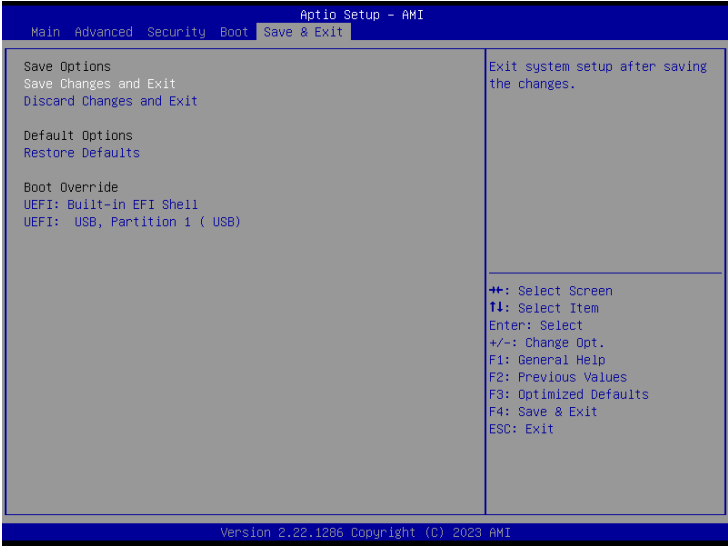 Aptio Setup – AMI
Main Advanced Security Boot Save & Exit
Save Options
Save Changes and Exit
Discard Changes and Exit
Default Options
Restore Defaults
Boot Override
UEFI: Built-in EFI Shell
UEFI: USB, Partition 1 ( USB)
Exit system setup after saving
the changes.
→←: Select Screen
↑↓: Select Item
Enter: Select
+/-: Change Opt.
F1: General Help
F2: Previous Values
F3: Optimized Defaults
F4: Save & Exit
ESC: Exit
Version 2.22.1286 Copyright (C) 2023 AMI